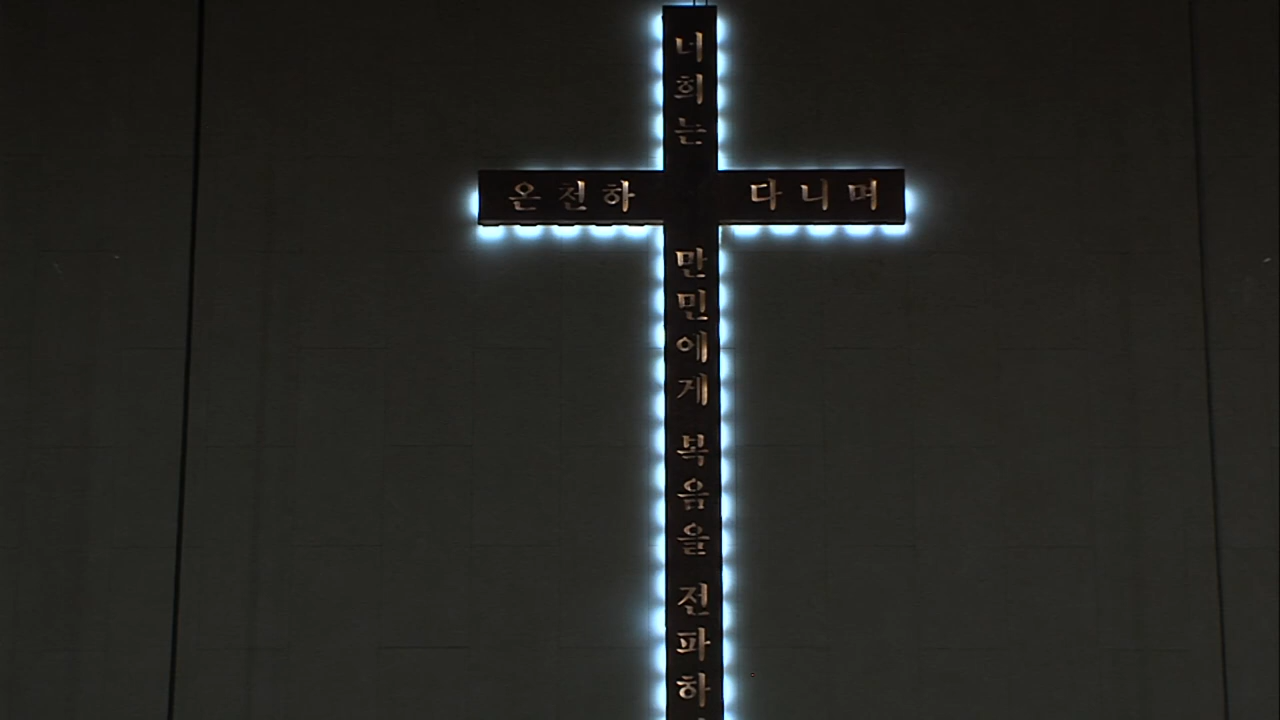 너희는
온천하 다니며
만민에게 복음을 전파하